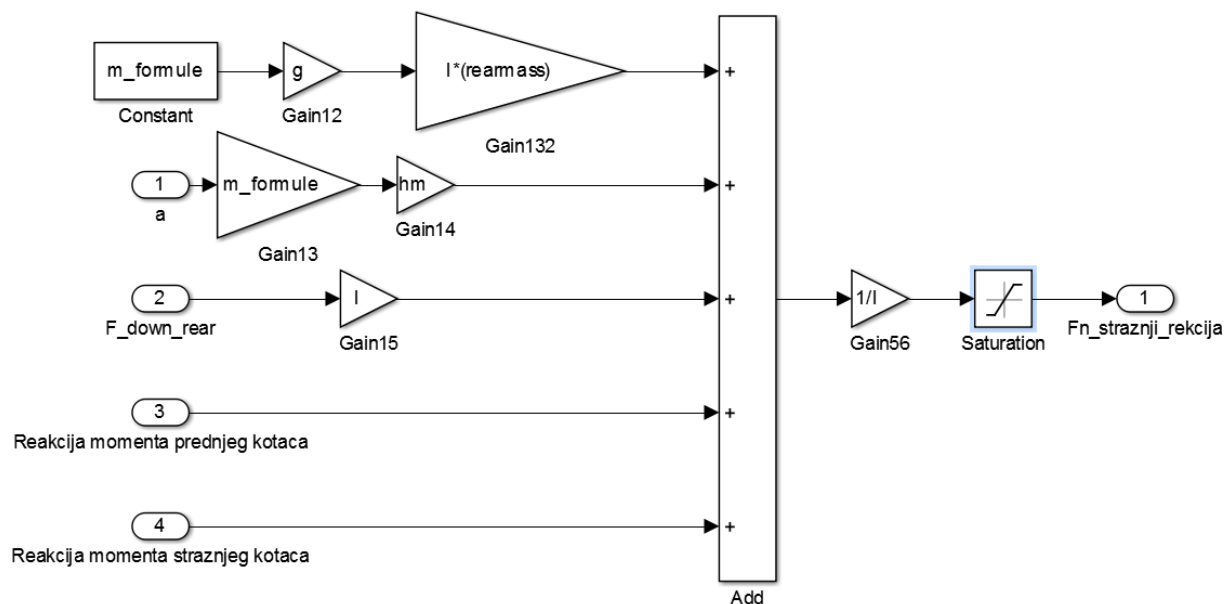 m_formule
Constant
g
Gain12
l*(rearmass)
Gain132
+
1
a
m_formule
Gain13
hm
Gain14
+
2
F_down_rear
l
Gain15
+
3
Reakcija momenta prednjeg kotaca
+
4
Reakcija momenta straznjeg kotaca
+
Add
1/l
Gain56
Saturation
1
Fn_straznji_rekcija